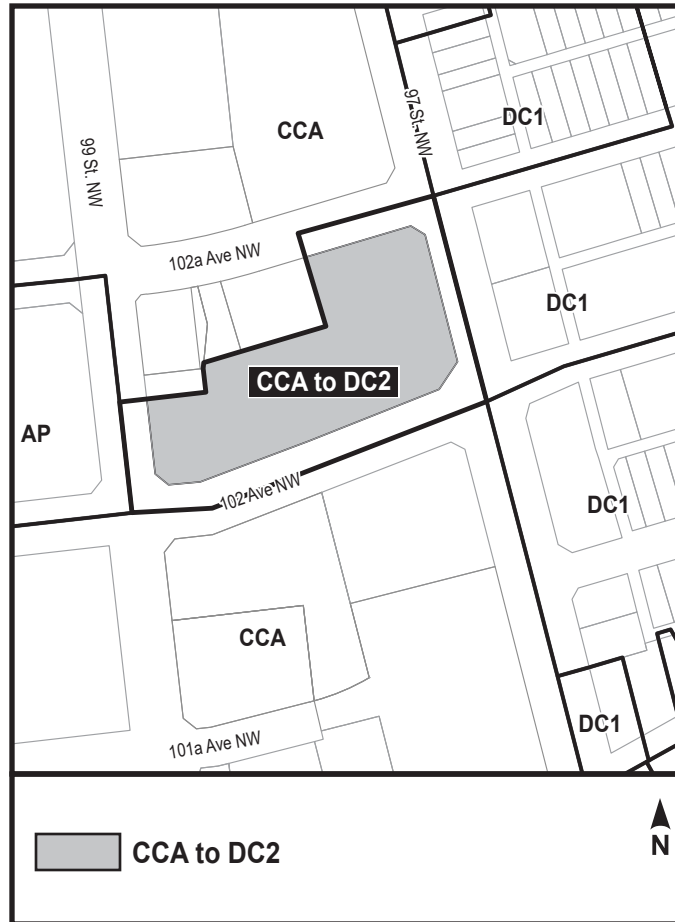 CCA
97 St. NW
DC1
99 St. NW
102a Ave NW
DC1
CCA to DC2
AP
102 Ave NW
DC1
CCA
DC1
101a Ave NW
CCA to DC2
N